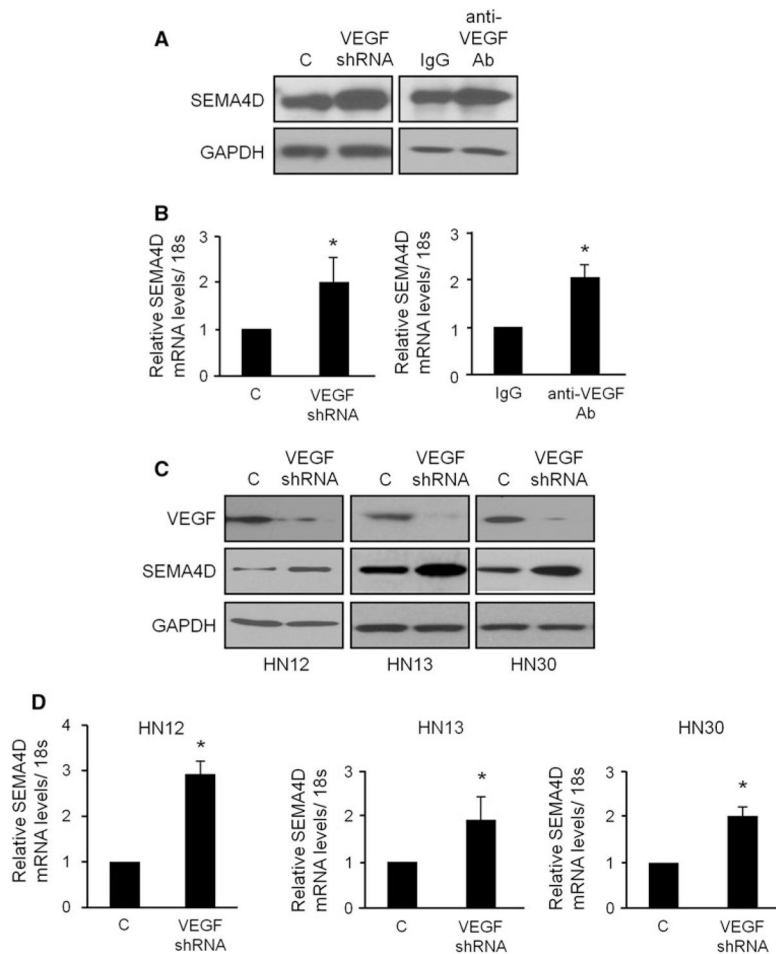 A
C
VEGF
shRNA
IgG
anti-
VEGF
Ab
SEMA4D
GAPDH
B
Relative SEMA4D
mRNA levels/ 18s
3
2
1
0
C
VEGF
shRNA
Relative SEMA4D
mRNA levels/ 18s
3
2
1
0
*
*
IgG
anti-VEGF
Ab
C
C
VEGF
shRNA
C
VEGF
shRNA
C
VEGF
shRNA
VEGF
SEMA4D
GAPDH
HN12
HN13
HN30
D
HN12
Relative SEMA4D
mRNA levels/ 18s
4
3
2
1
0
*
C
VEGF
shRNA
HN13
Relative SEMA4D
mRNA levels/ 18s
3
2
1
0
*
C
VEGF
shRNA
HN30
Relative SEMA4D
mRNA levels/ 18s
3
2
1
0
*
C
VEGF
shRNA